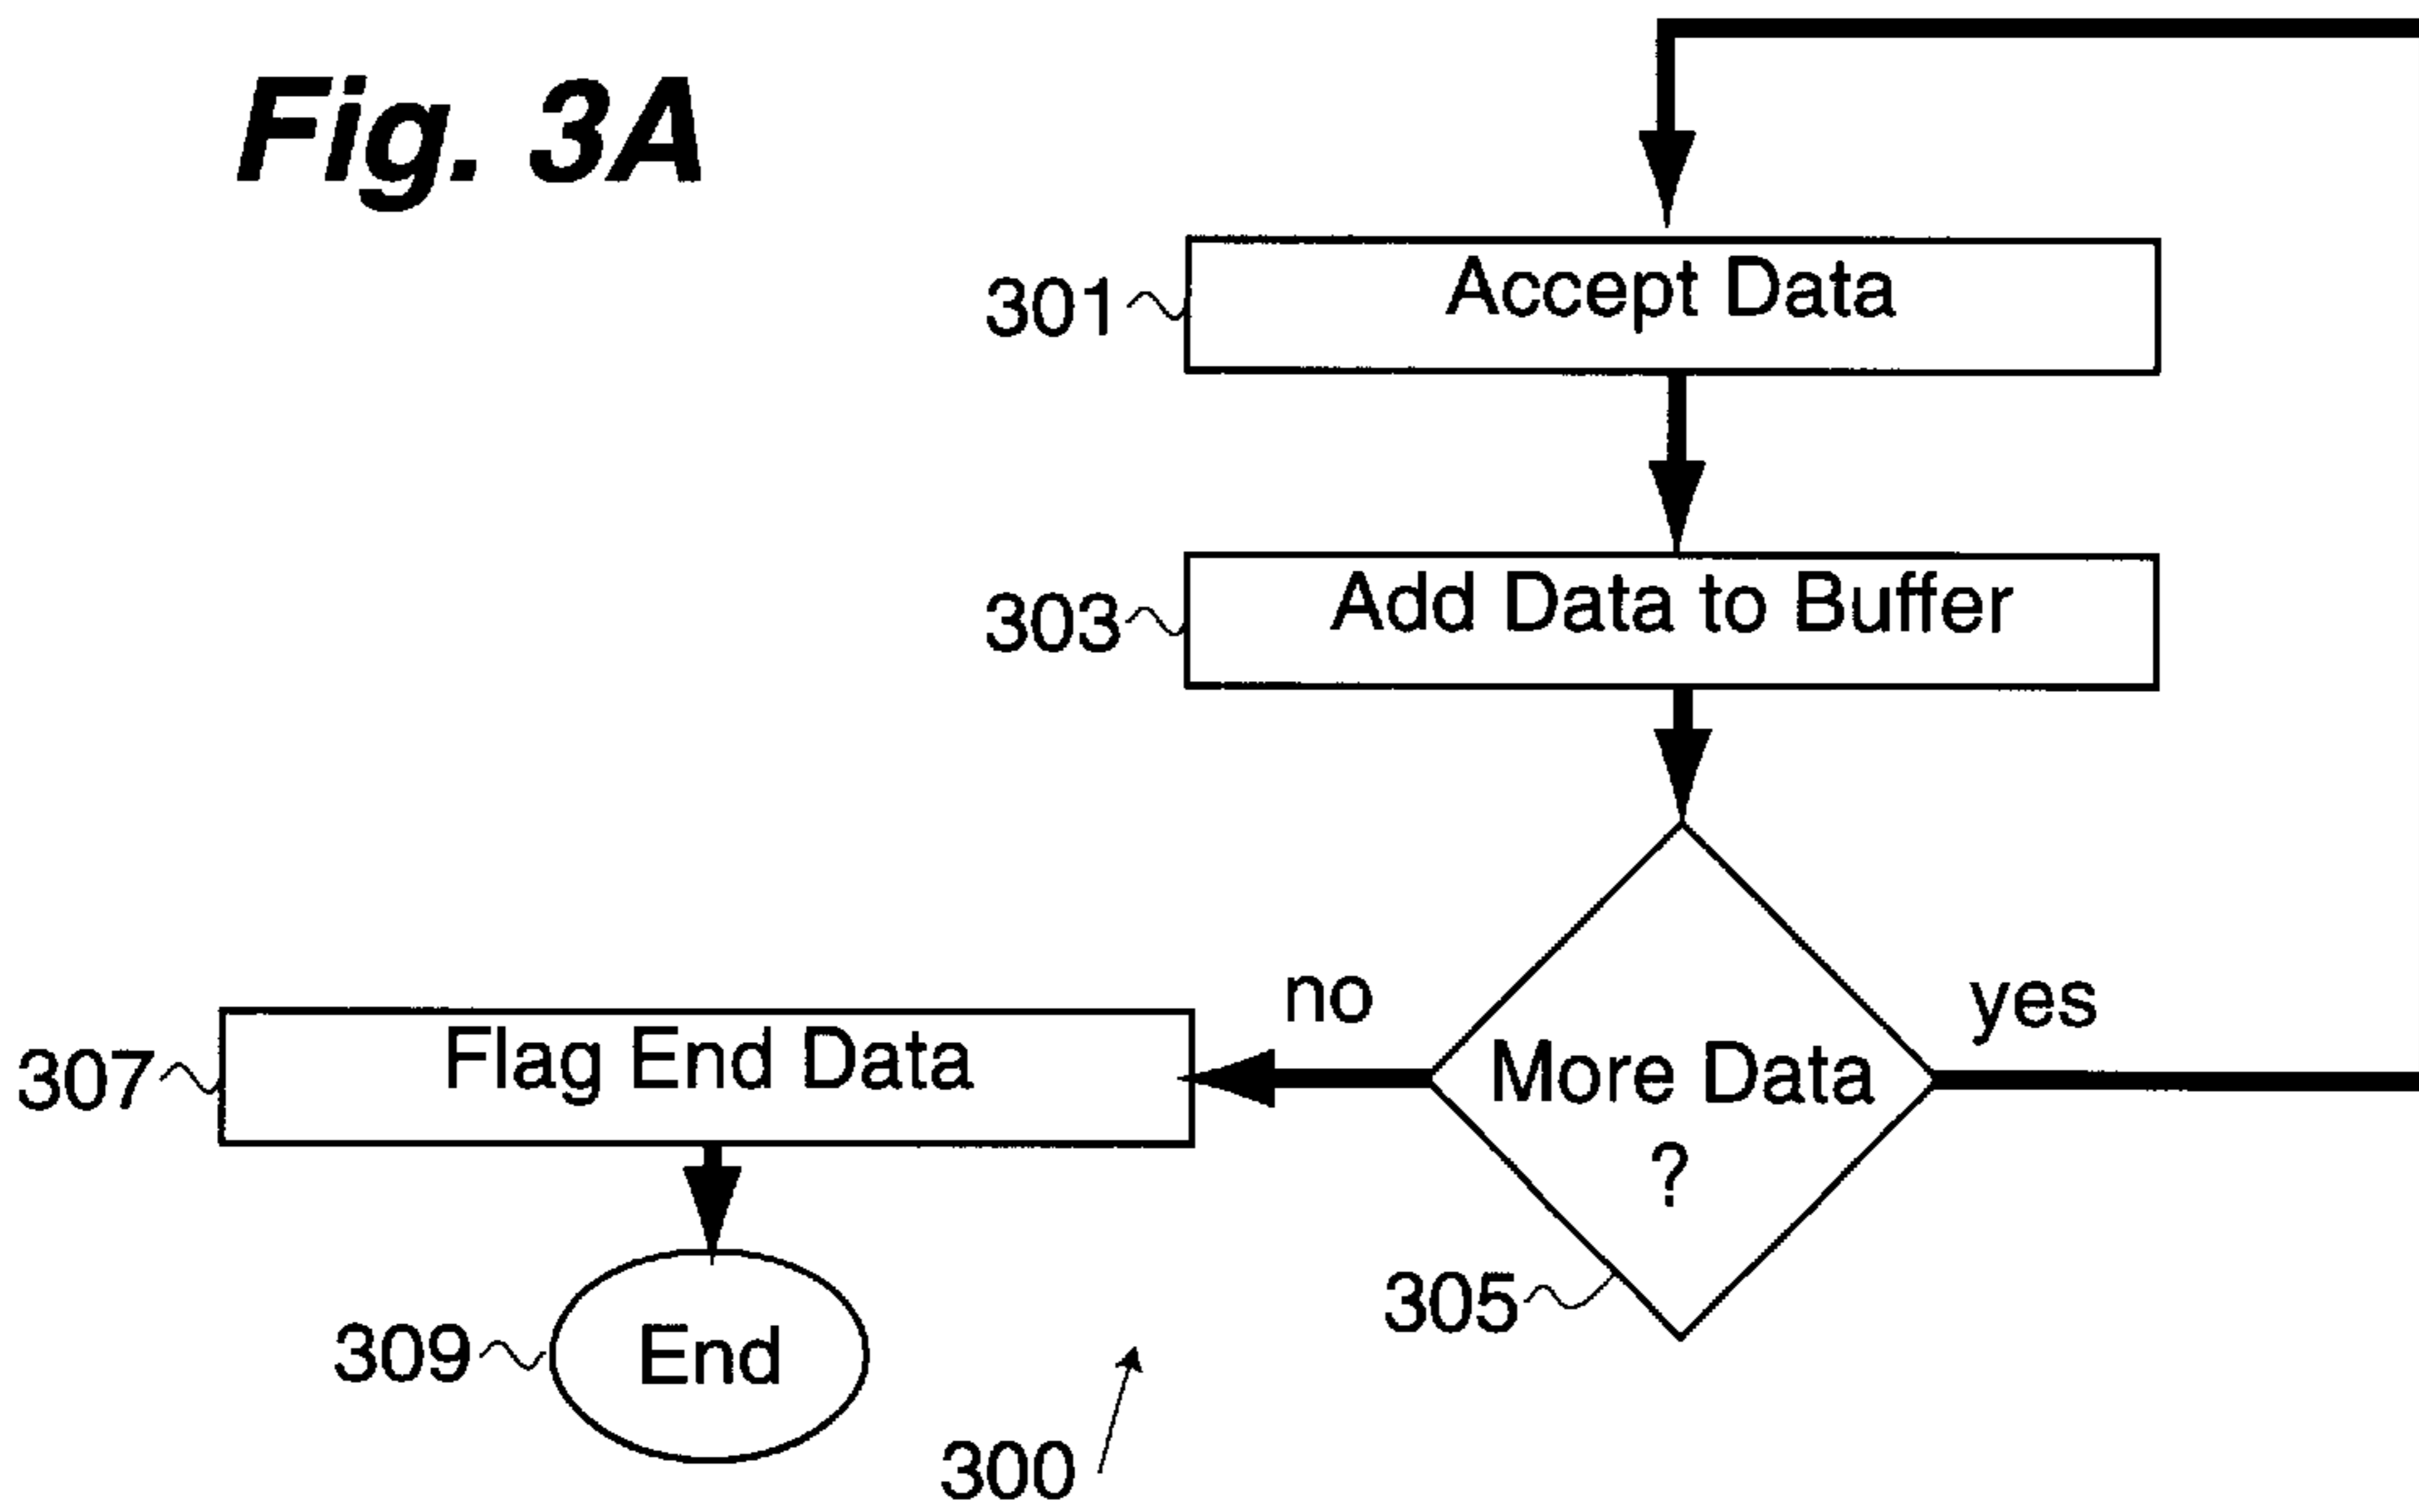 Fig. 3A
301
Accept Data
303
Add Data to Buffer
no
yes
307
Flag End Data
More Data
?
305
309
End
300